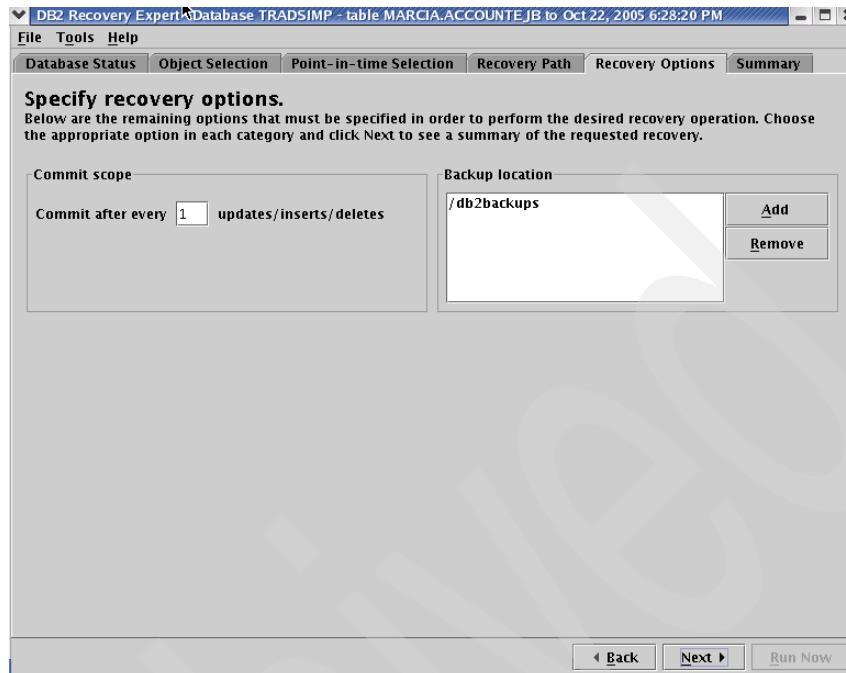 DB2 Recovery Expert - Database TRADSIMP - table MARCIA.ACCOUNTEJB to Oct 22, 2005 6:28:20 PM
File Tools Help
Database Status Object Selection Point-in-time Selection Recovery Path Recovery Options Summary
Specify recovery options.
Below are the remaining options that must be specified in order to perform the desired recovery operation. Choose
the appropriate option in each category and click Next to see a summary of the requested recovery.
Commit scope
Commit after every 1 updates/inserts/deletes
Backup location
/db2backups
Add
Remove
Back Next Run Now